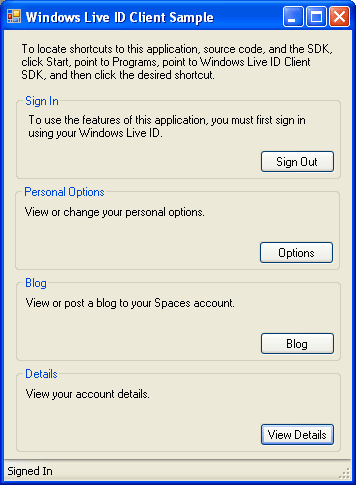 Windows Live ID Client Sample
To locate shortcuts to this application, source code, and the SDK,
click Start, point to Programs, point to Windows Live ID Client
SDK, and then click the desired shortcut.
Sign In
To use the features of this application, you must first sign in
using your Windows Live ID.
Sign Out
Personal Options
View or change your personal options.
Options
Blog
View or post a blog to your Spaces account.
Blog
Details
View your account details.
View Details
Signed In